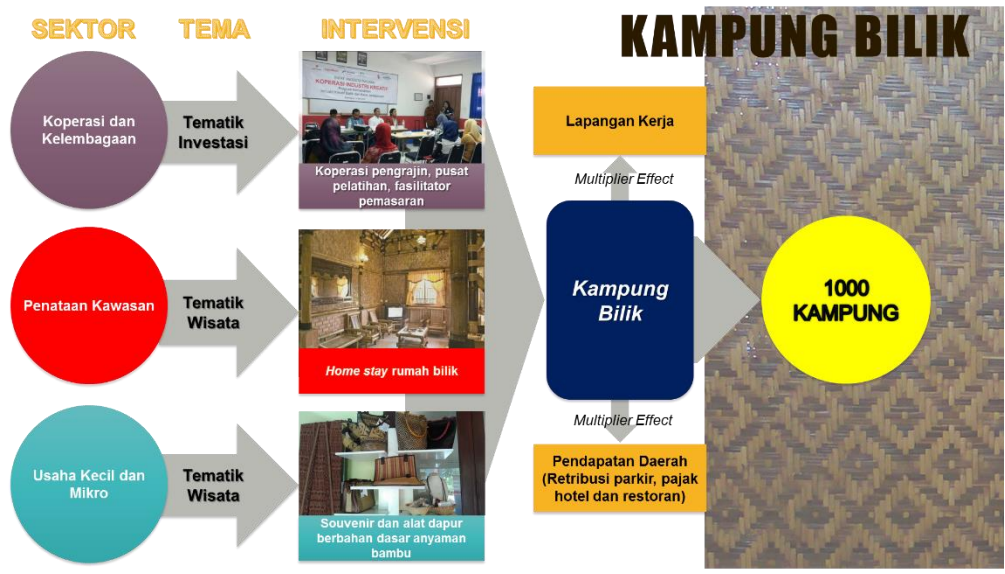 SEKTOR
TEMA
INTERVENSI
KAMPUNG BILIK
Koperasi dan
Kelembagaan
Tematik
Investasi
KOPERASI INDUSTRI KREATIF
Koperasi pengrajin, pusat
pelatihan, fasilitator
pemasaran
Penataan Kawasan
Tematik
Wisata
Home stay rumah bilik
Usaha Kecil dan
Mikro
Tematik
Wisata
Souvenir dan alat dapur
berbahan dasar anyaman
bambu
Lapangan Kerja
Multiplier Effect
Kampung
Bilik
Multiplier Effect
Pendapatan Daerah
(Retribusi parkir, pajak
hotel dan restoran)
1000
KAMPUNG